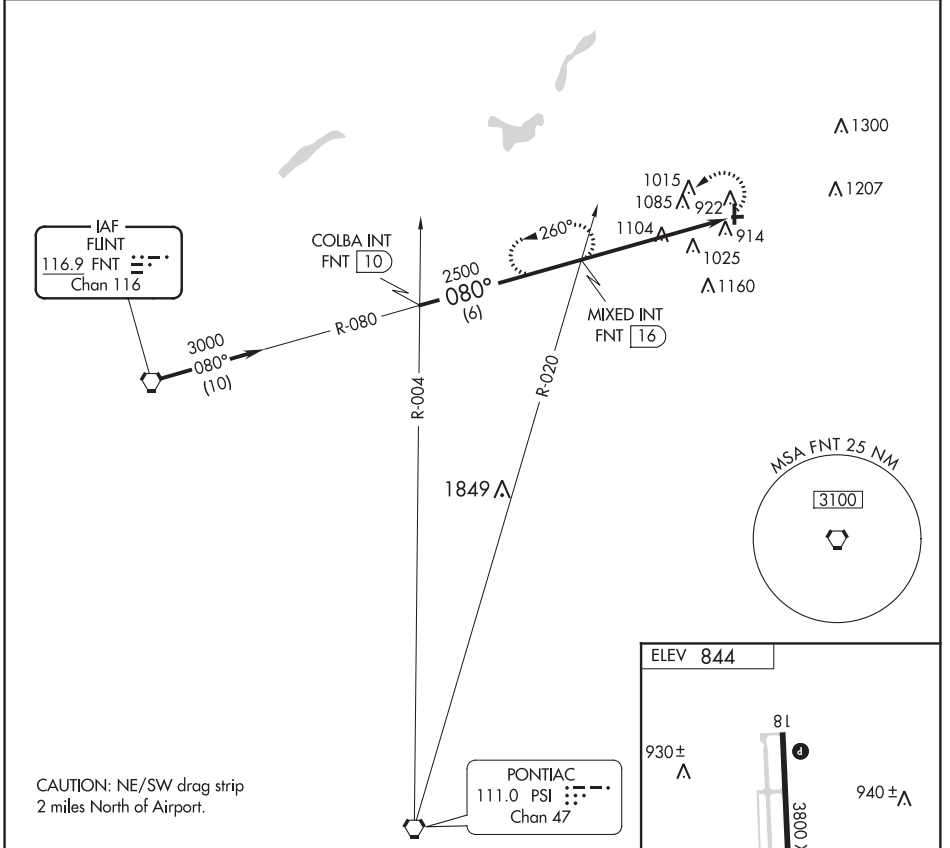 1300
1015
1207
1085
922
IAF
FLINT
116.9 FNT
Chan 116
COLBA INT
FNT 10
260°
1104
914
1025
2500
080°
(6)
1160
MIXED INT
FNT 16
R-080
3000
080°
(10)
R-004
R-020
MSA FNT 25 NM
3100
1849
ELEV 844
18
930±
P
940±
3800 X
CAUTION: NE/SW drag strip
2 miles North of Airport.
PONTIAC
111.0 PSI
Chan 47